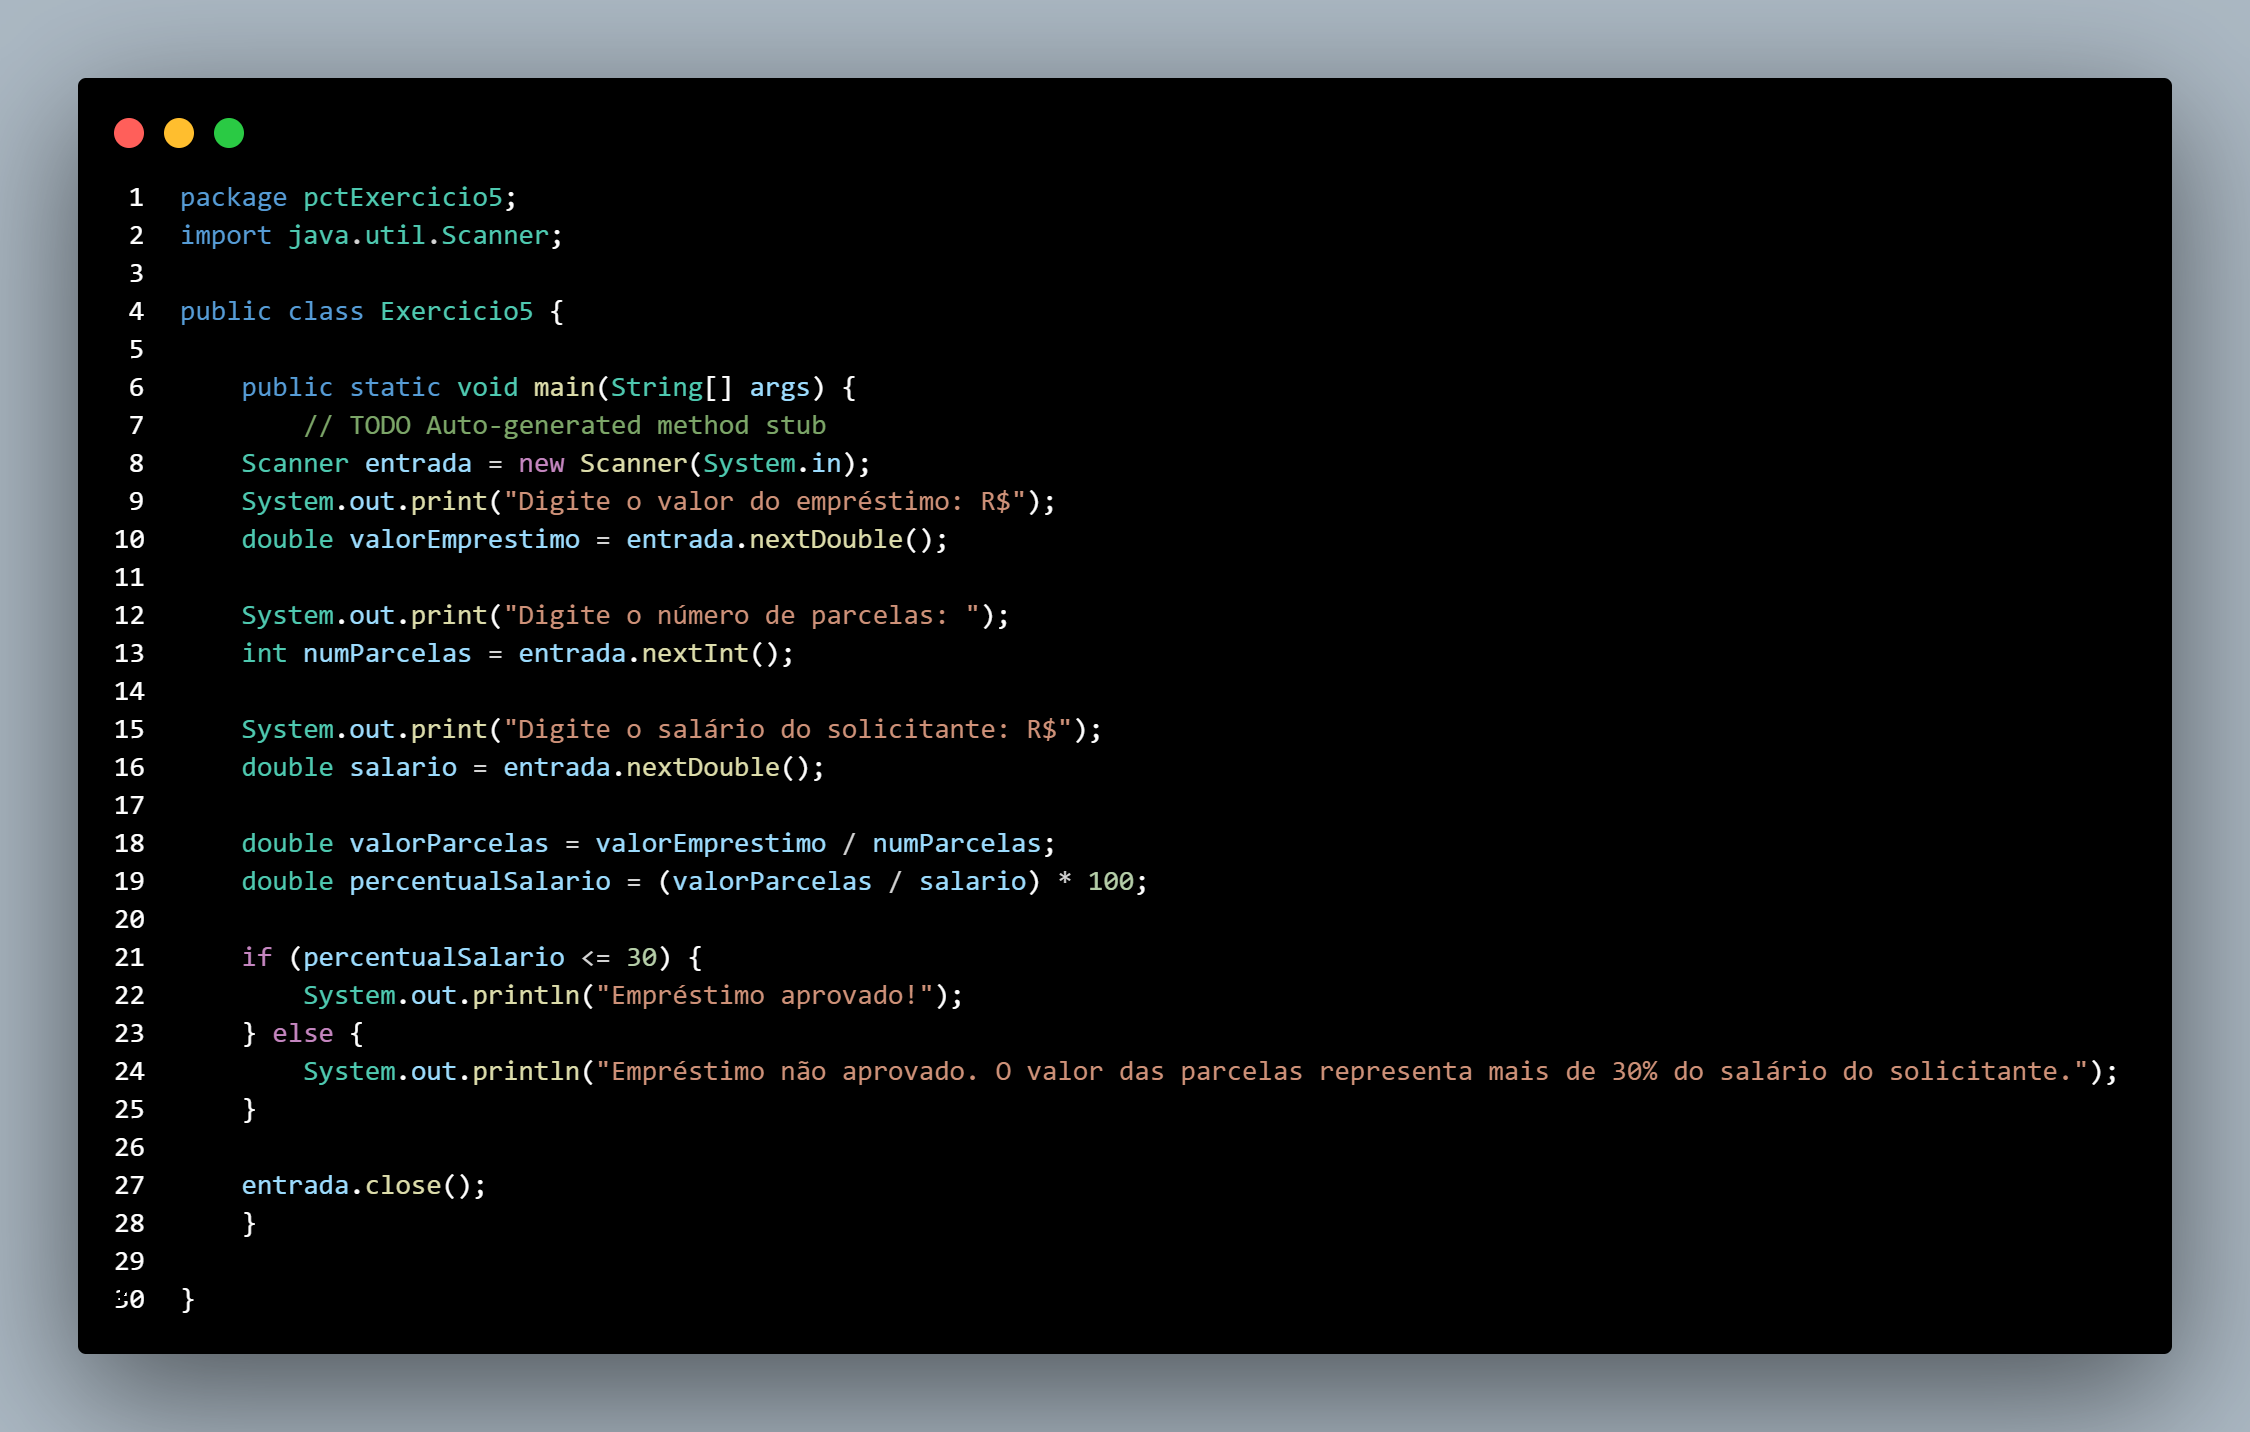 1 package pctExercicio5;
2 import java.util.Scanner;
3
4 public class Exercicio5 {
5
6     public static void main(String[] args) {
7         // TODO Auto-generated method stub
8     Scanner entrada = new Scanner(System.in);
9     System.out.print("Digite o valor do empréstimo: R$");
10     double valorEmprestimo = entrada.nextDouble();
11
12     System.out.print("Digite o número de parcelas: ");
13     int numParcelas = entrada.nextInt();
14
15     System.out.print("Digite o salário do solicitante: R$");
16     double salario = entrada.nextDouble();
17
18     double valorParcelas = valorEmprestimo / numParcelas;
19     double percentualSalario = (valorParcelas / salario) * 100;
20
21     if (percentualSalario <= 30) {
22         System.out.println("Empréstimo aprovado!");
23     } else {
24         System.out.println("Empréstimo não aprovado. O valor das parcelas representa mais de 30% do salário do solicitante.");
25     }
26
27     entrada.close();
28     }
29
30 }